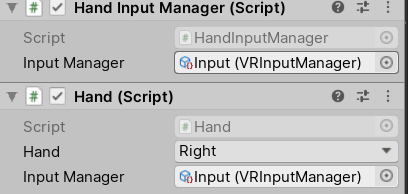 Hand Input Manager (Script)
Script HandInputManager
Input Manager Input (VRInputManager)
Hand (Script)
Script Hand
Hand Right
Input Manager Input (VRInputManager)